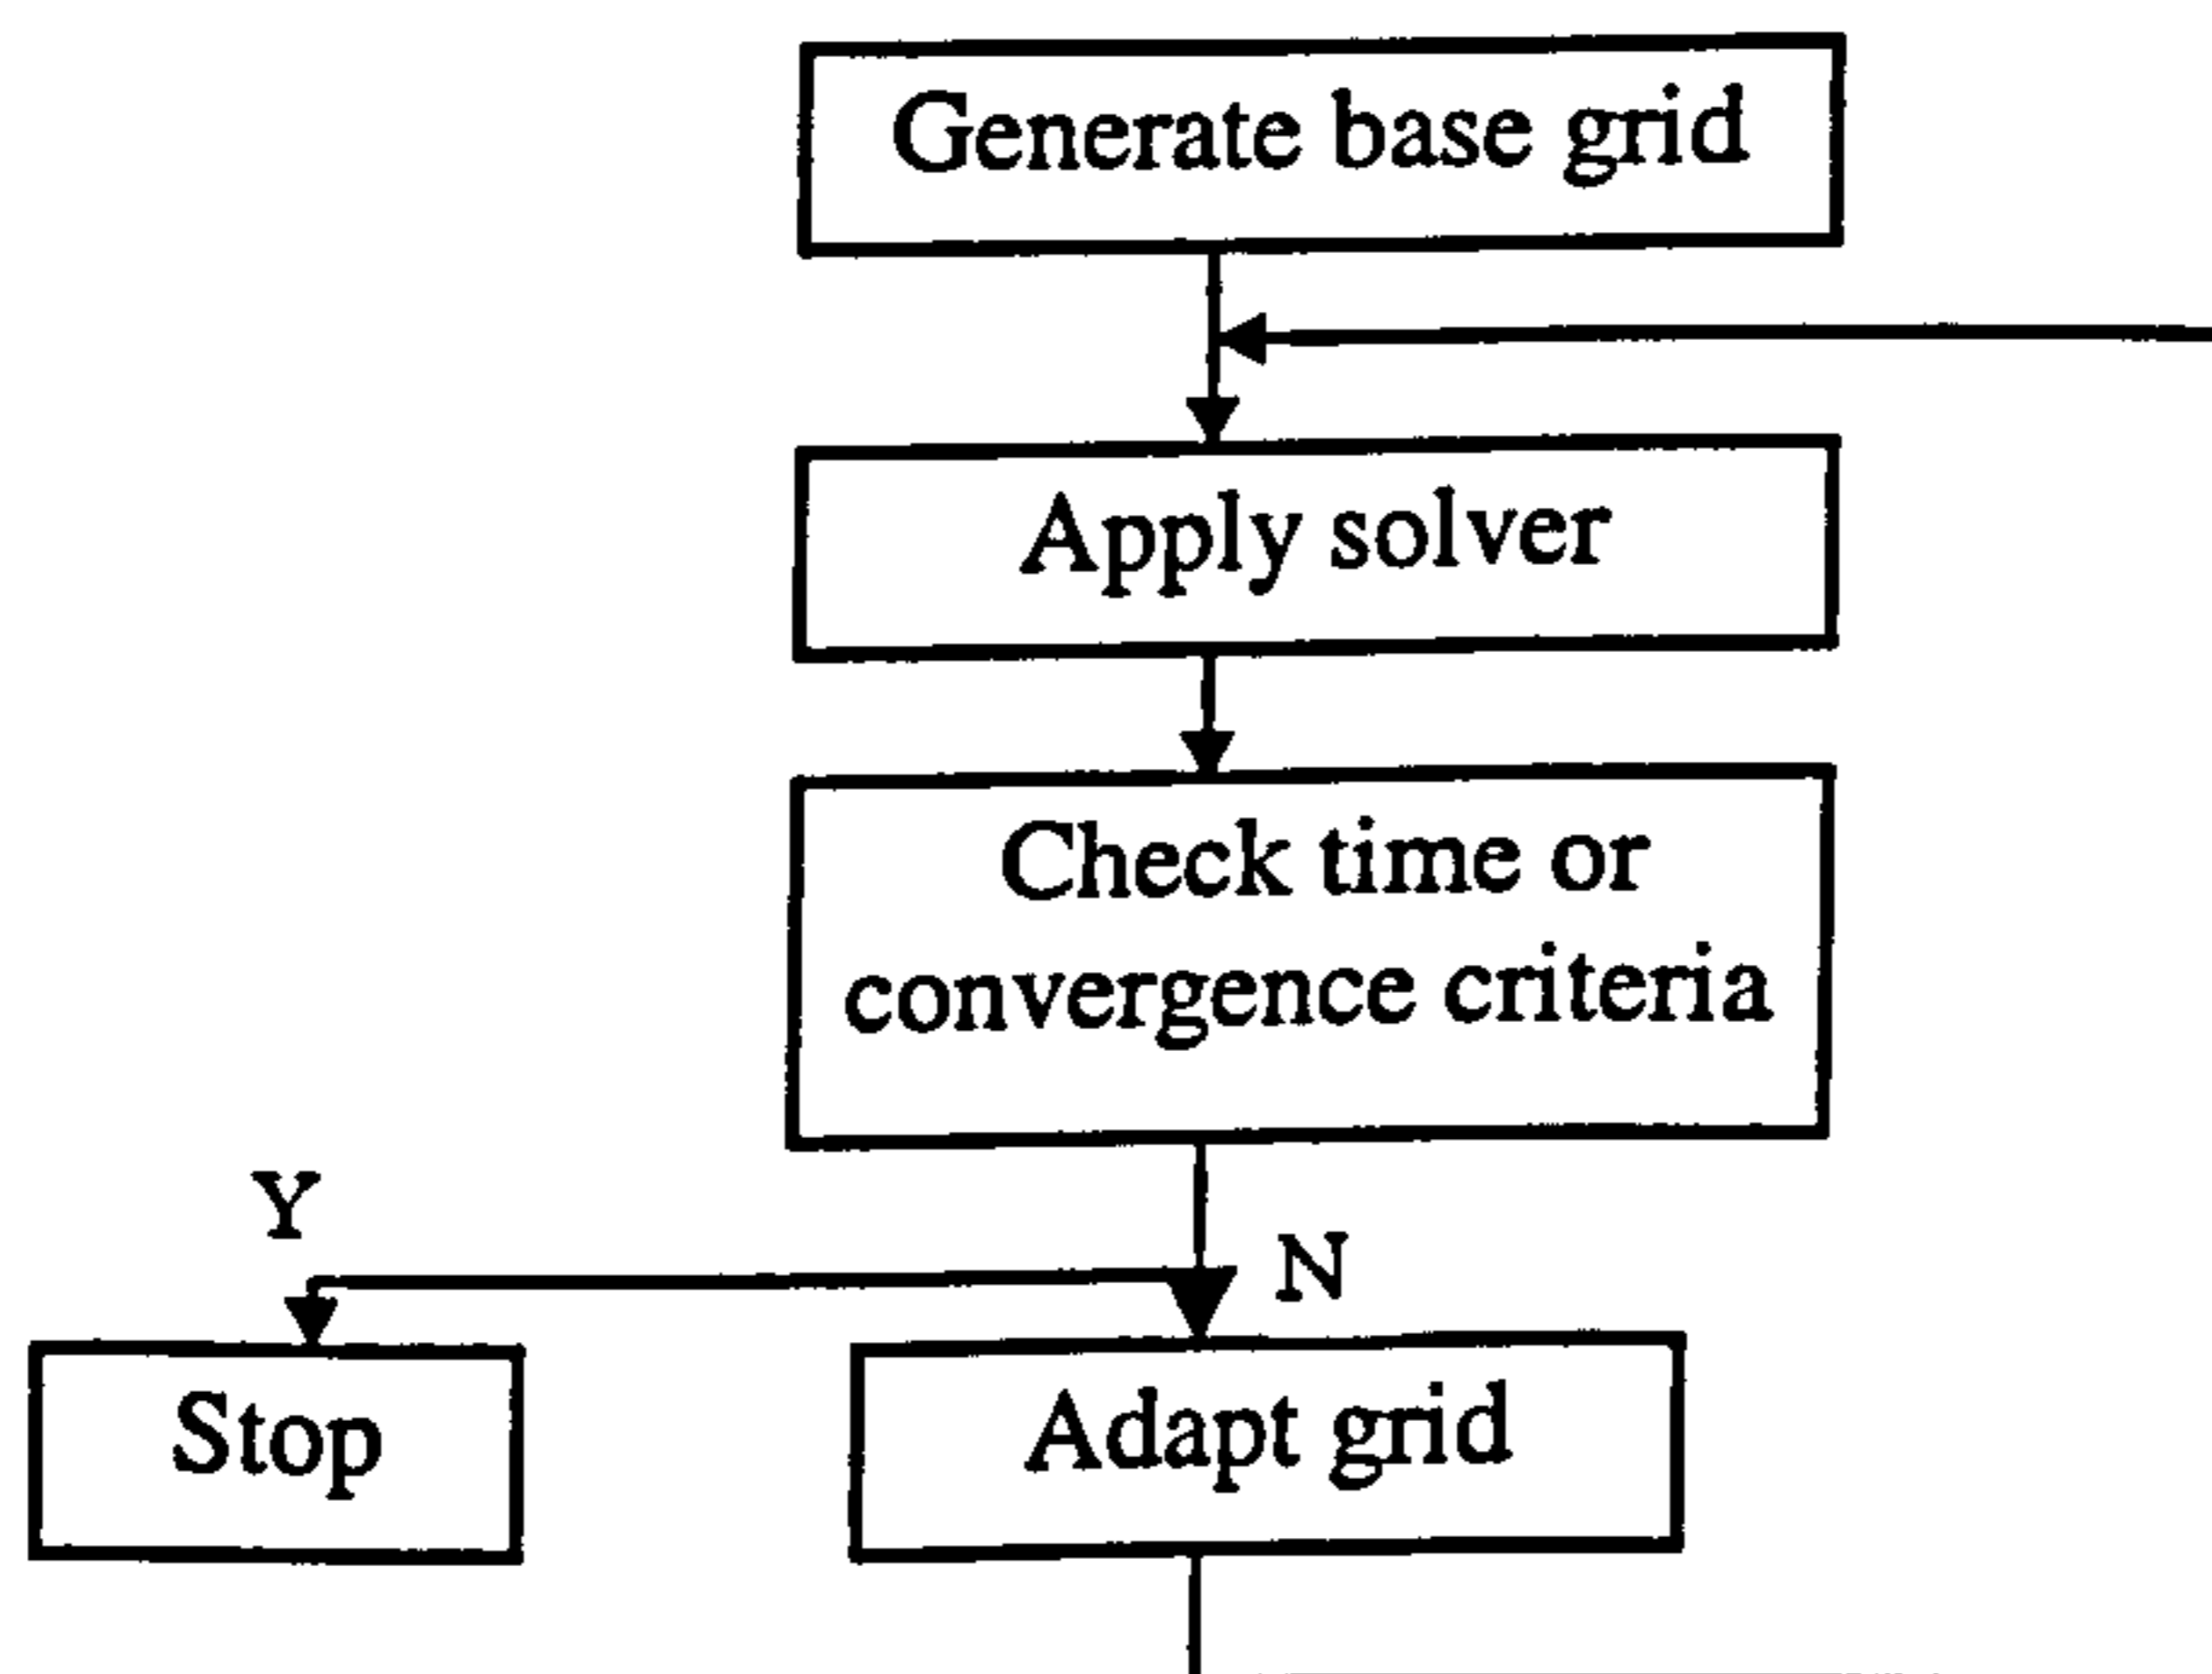 Generate base grid
Apply solver
Check time or
convergence criteria
Y
N
Stop
Adapt grid